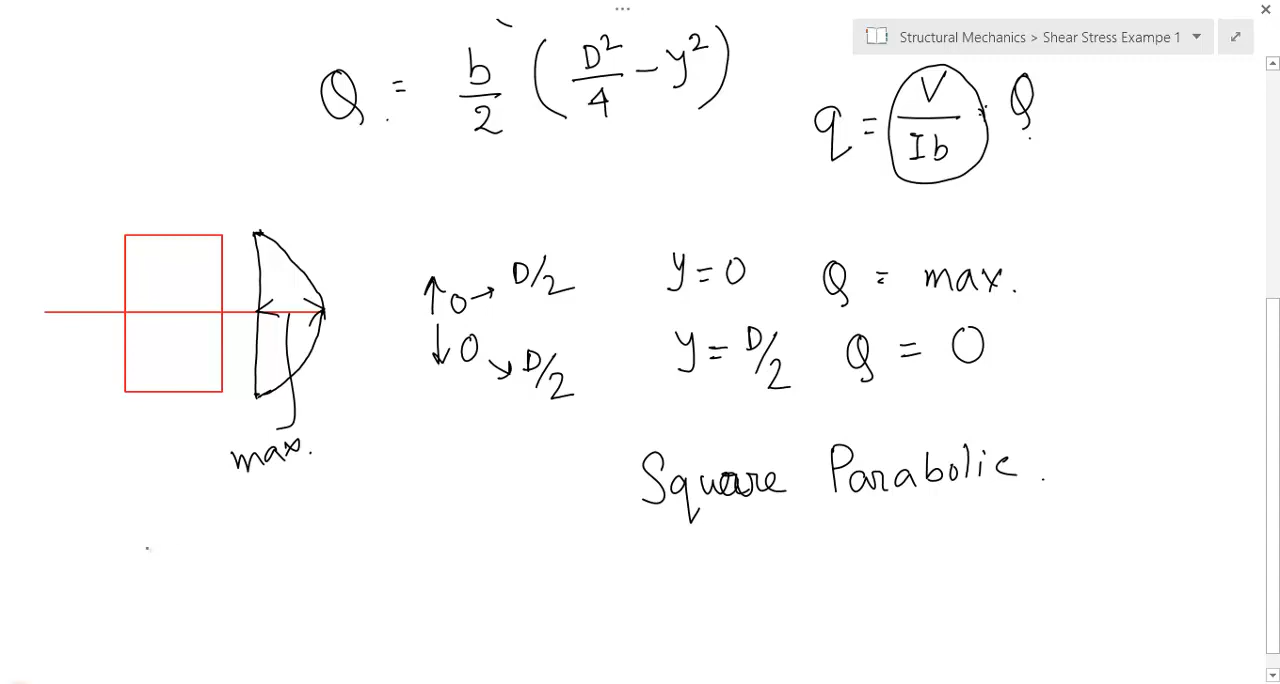 Structural Mechanics > Shear Stress Exampe 1
Q = b/2 (D²/4 - y²)
q = V/Ib · Q
↑ 0 → D/2
y = 0 Q = max.
↓ 0 ↘ D/2
y = D/2 Q = 0
max.
Square Parabolic.